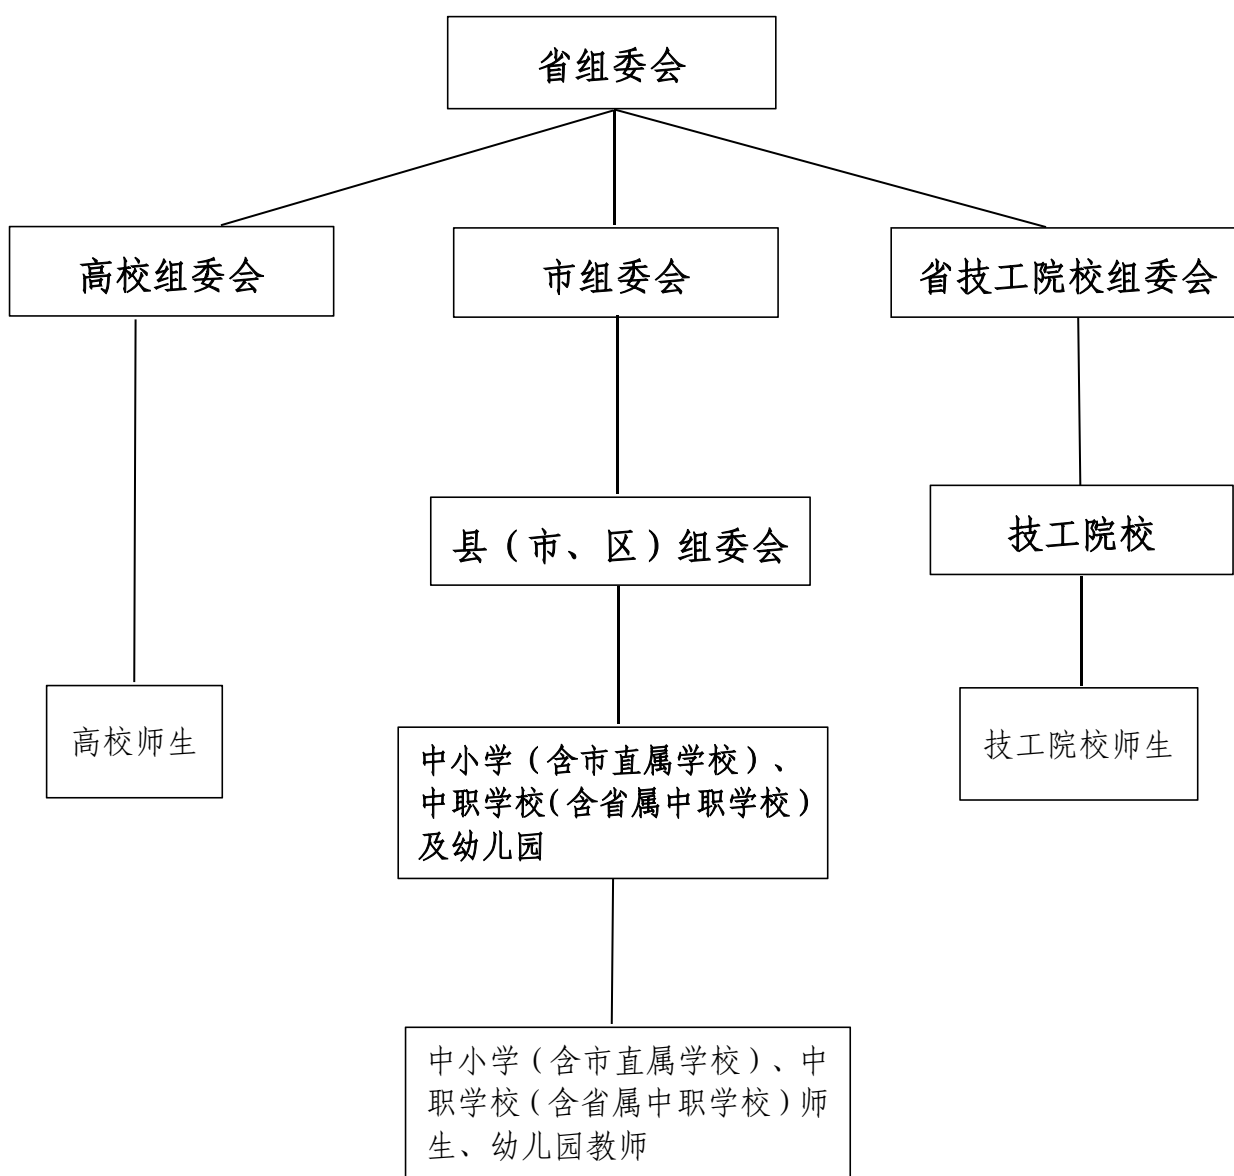 省组委会
高校组委会
市组委会
省技工院校组委会
县（市、区）组委会
技工院校
高校师生
中小学（含市直属学校）、
中职学校（含省属中职学校）
及幼儿园
技工院校师生
中小学（含市直属学校）、中
职学校（含省属中职学校）师
生、幼儿园教师